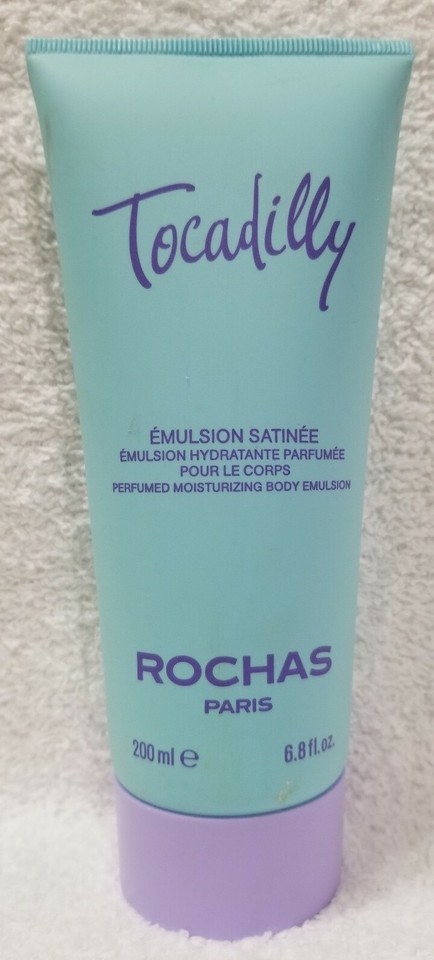 Tocadilly
ÉMULSION SATINÉE
ÉMULSION HYDRATANTE PARFUMÉE
POUR LE CORPS
PERFUMED MOISTURIZING BODY EMULSION
ROCHAS
PARIS
200 ml ℮ 6.8 fl.oz.